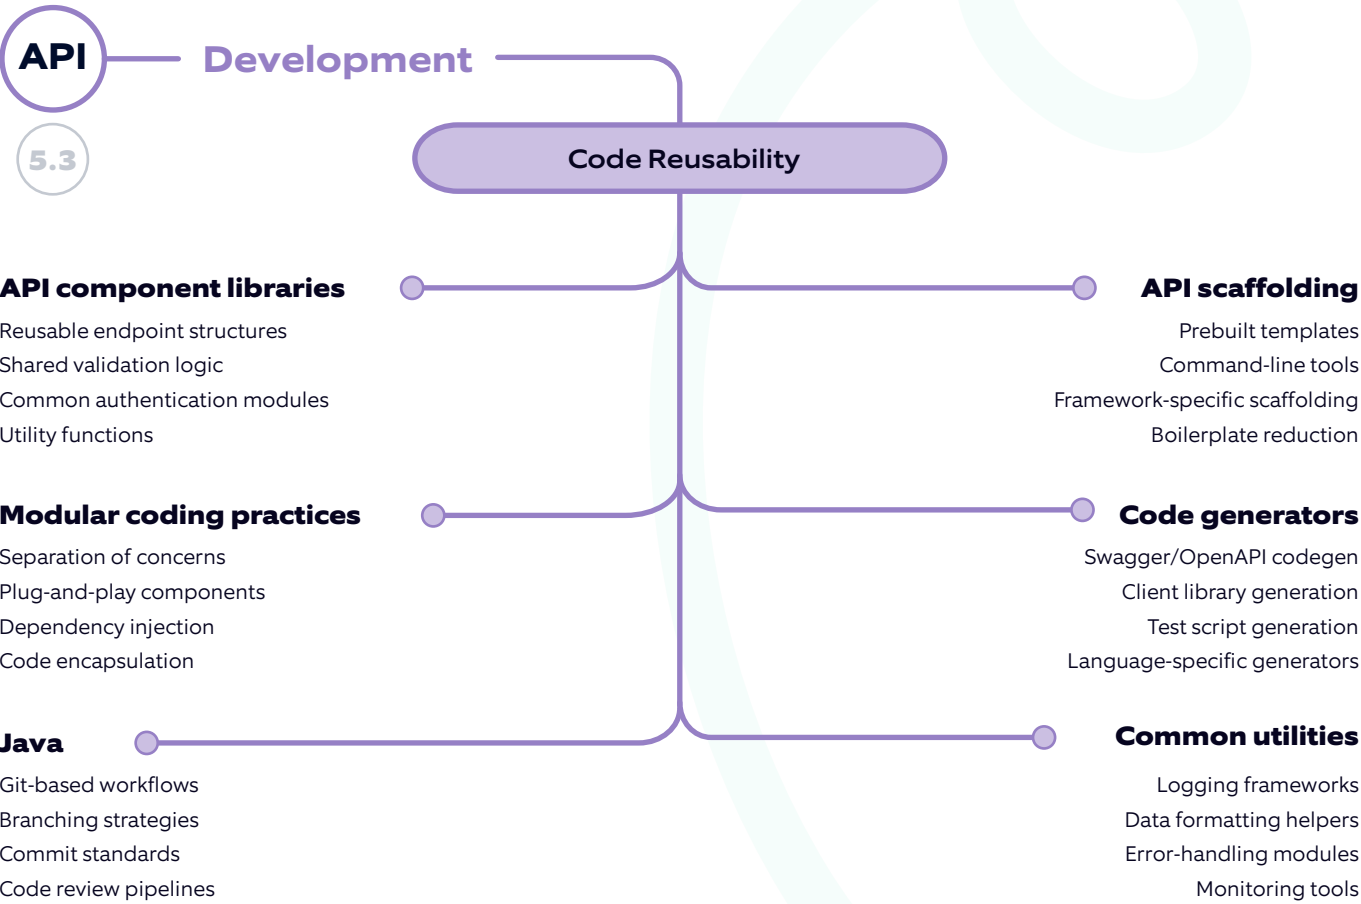 API
Development
5.3
Code Reusability
API component libraries
Reusable endpoint structures
Shared validation logic
Common authentication modules
Utility functions
API scaffolding
Prebuilt templates
Command-line tools
Framework-specific scaffolding
Boilerplate reduction
Modular coding practices
Separation of concerns
Plug-and-play components
Dependency injection
Code encapsulation
Code generators
Swagger/OpenAPI codegen
Client library generation
Test script generation
Language-specific generators
Java
Git-based workflows
Branching strategies
Commit standards
Code review pipelines
Common utilities
Logging frameworks
Data formatting helpers
Error-handling modules
Monitoring tools